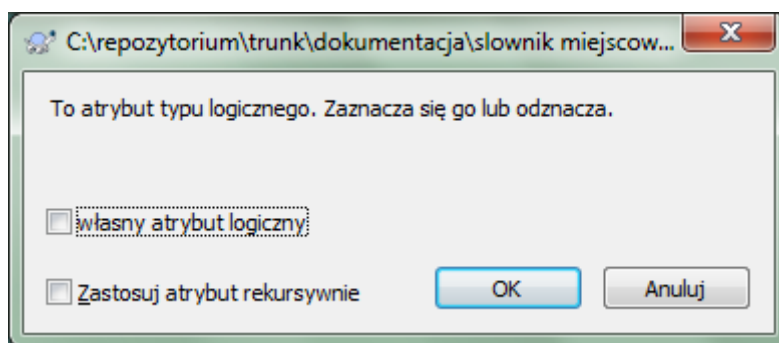 C:\repozytorium\trunk\dokumentacja\slownik miejscow...
To atrybut typu logicznego. Zaznacza się go lub odznacza.
własny atrybut logiczny
Zastosuj atrybut rekursywnie
OK
Anuluj